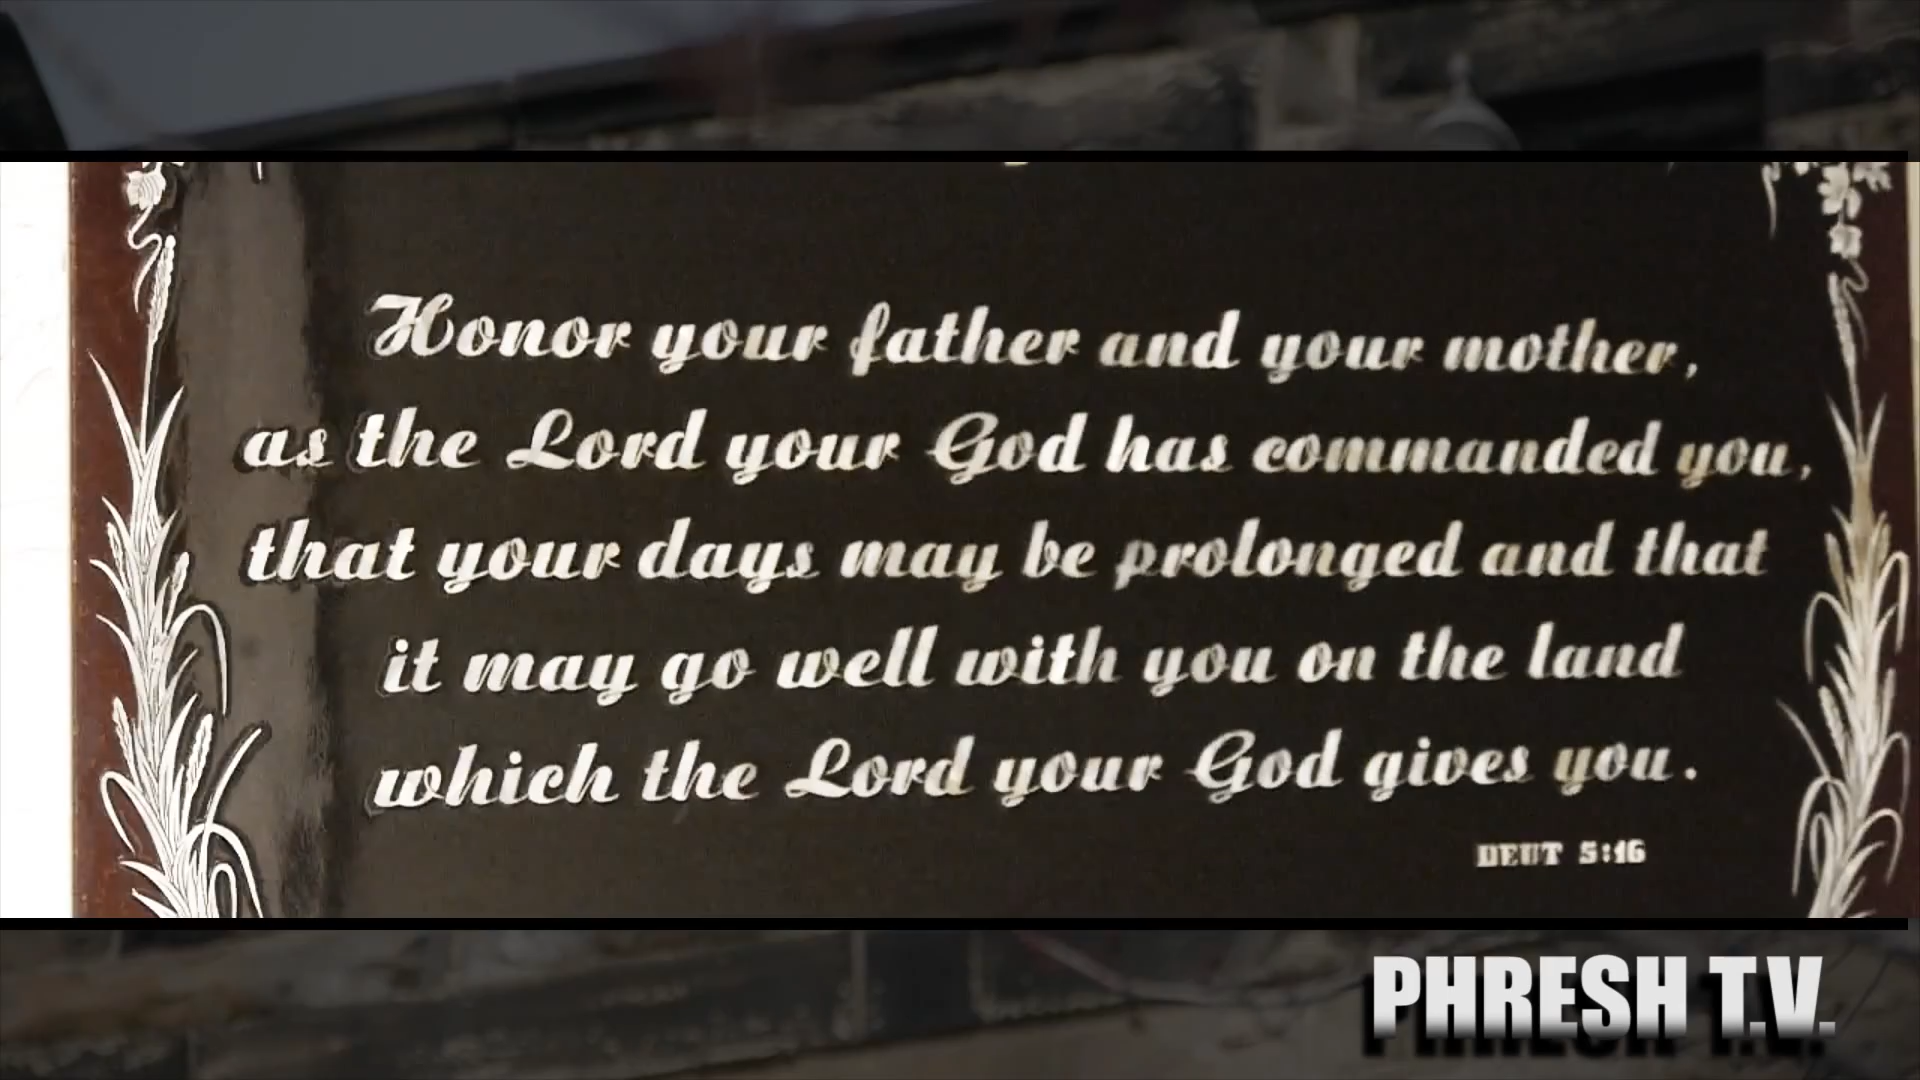 Honor your father and your mother,
as the Lord your God has commanded you,
that your days may be prolonged and that
it may go well with you on the land
which the Lord your God gives you.
DEUT 5:16
PHRESH T.V.